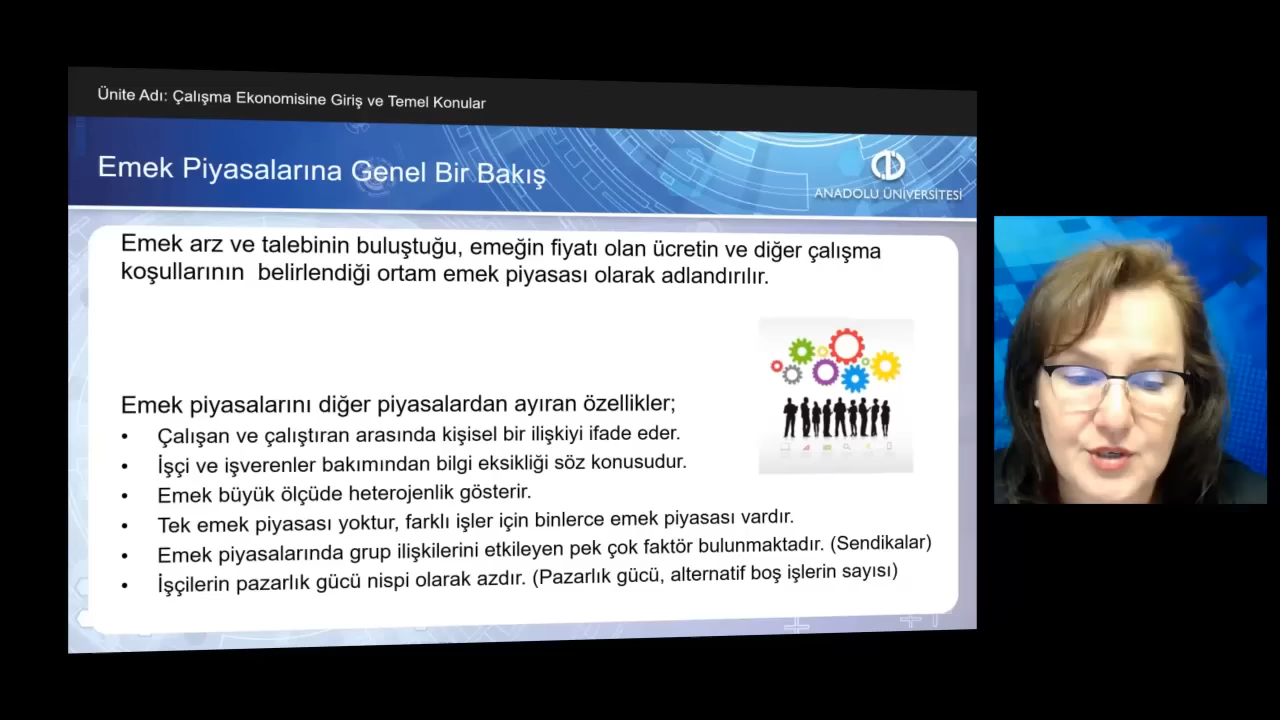 Ünite Adı: Çalışma Ekonomisine Giriş ve Temel Konular
Emek Piyasalarına Genel Bir Bakış
ANADOLU ÜNİVERSİTESİ
Emek arz ve talebinin buluştuğu, emeğin fiyatı olan ücretin ve diğer çalışma
koşullarının belirlendiği ortam emek piyasası olarak adlandırılır.
Emek piyasalarını diğer piyasalardan ayıran özellikler;
• Çalışan ve çalıştıran arasında kişisel bir ilişkiyi ifade eder.
• İşçi ve işverenler bakımından bilgi eksikliği söz konusudur.
• Emek büyük ölçüde heterojenlik gösterir.
• Tek emek piyasası yoktur, farklı işler için binlerce emek piyasası vardır.
• Emek piyasalarında grup ilişkilerini etkileyen pek çok faktör bulunmaktadır. (Sendikalar)
• İşçilerin pazarlık gücü nispi olarak azdır. (Pazarlık gücü, alternatif boş işlerin sayısı)